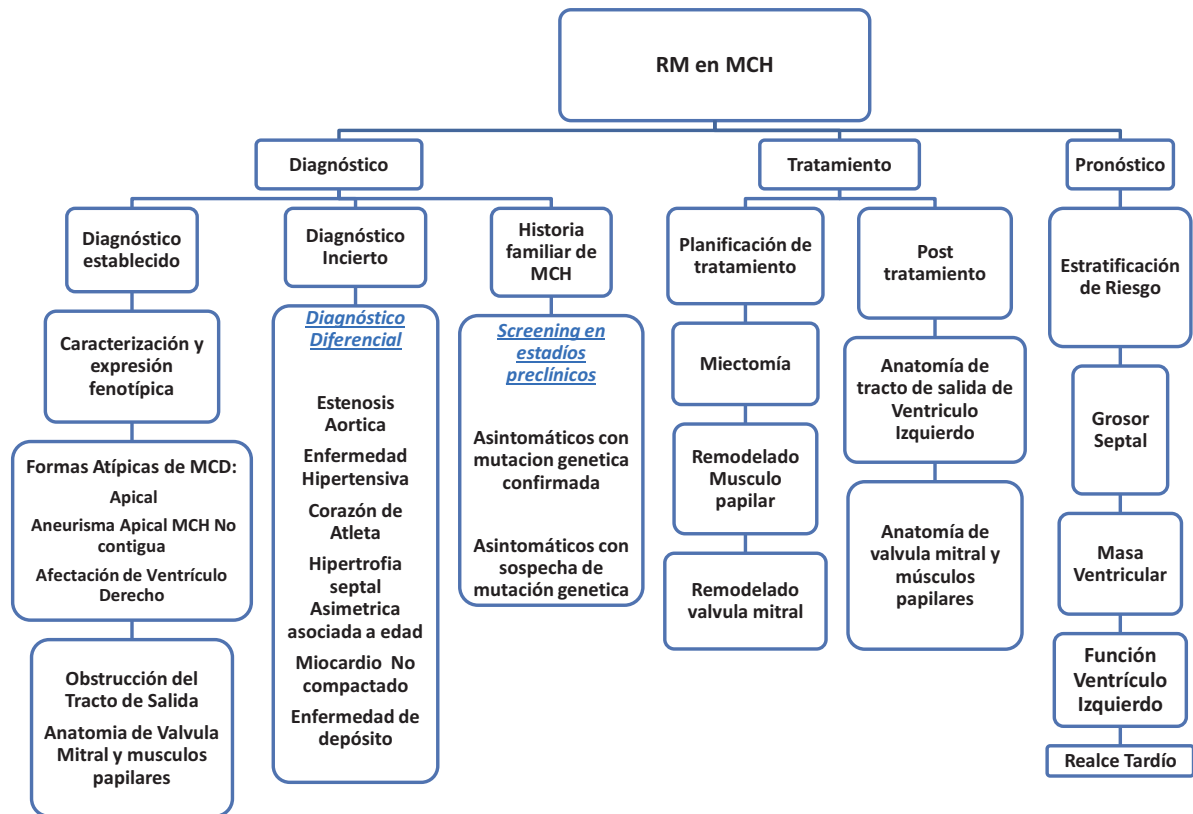 RM en MCH
Diagnóstico
Tratamiento
Pronóstico
Diagnóstico
establecido
Caracterización y
expresión
fenotípica
Formas Atípicas de MCD:
Apical
Aneurisma Apical MCH No
contigua
Afectación de Ventrículo
Derecho
Obstrucción del
Tracto de Salida
Anatomia de Valvula
Mitral y musculos
papilares
Diagnóstico
Incierto
Diagnóstico
Diferencial
Estenosis
Aortica
Enfermedad
Hipertensiva
Corazón de
Atleta
Hipertrofia
septal
Asimetrica
asociada a edad
Miocardio No
compactado
Enfermedad de
depósito
Historia
familiar de
MCH
Screening en
estadíos
preclínicos
Asintomáticos con
mutacion genetica
confirmada
Asintomáticos con
sospecha de
mutación genetica
Planificación de
tratamiento
Miectomía
Remodelado
Musculo
papilar
Remodelado
valvula mitral
Post
tratamiento
Anatomía de
tracto de salida de
Ventriculo
Izquierdo
Anatomía de
valvula mitral y
músculos
papilares
Estratificación
de Riesgo
Grosor
Septal
Masa
Ventricular
Función
Ventrículo
Izquierdo
Realce Tardío